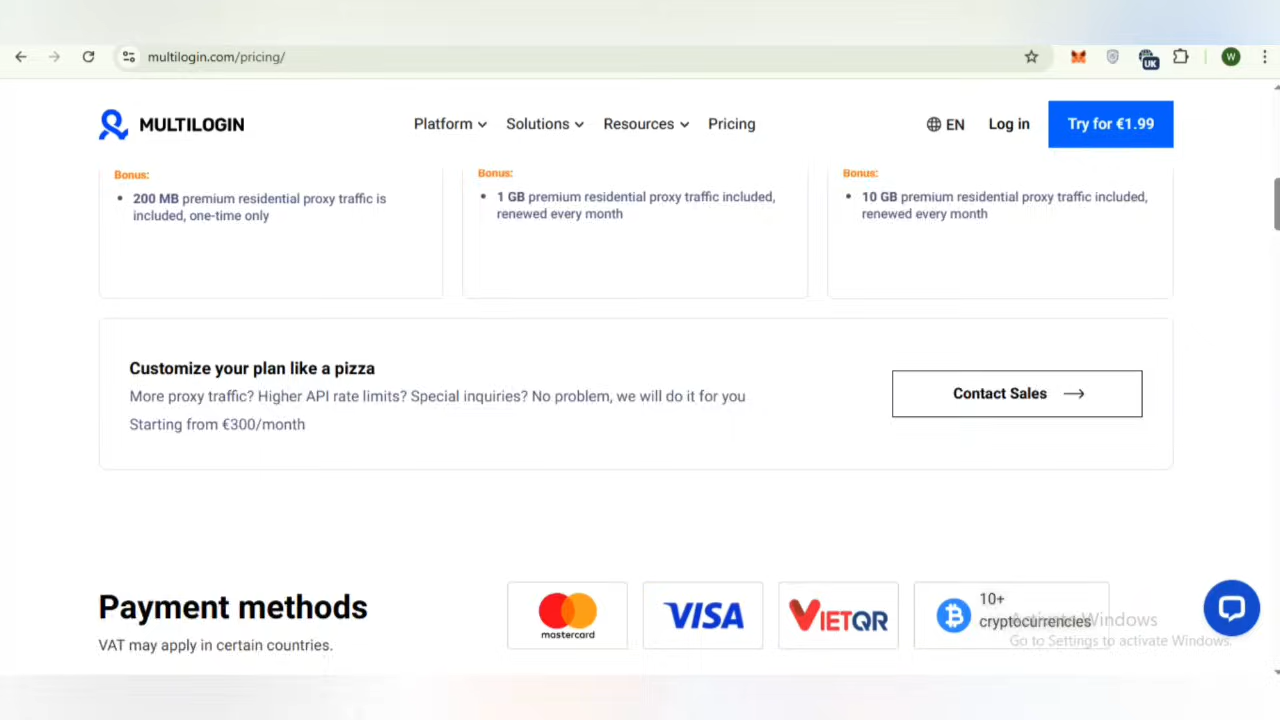 multilogin.com/pricing/
UK
W
MULTILOGIN
Platform
Solutions
Resources
Pricing
EN
Log in
Try for €1.99
Bonus:
• 200 MB premium residential proxy traffic is
included, one-time only
Bonus:
• 1 GB premium residential proxy traffic included,
renewed every month
Bonus:
• 10 GB premium residential proxy traffic included,
renewed every month
Customize your plan like a pizza
More proxy traffic? Higher API rate limits? Special inquiries? No problem, we will do it for you
Starting from €300/month
Contact Sales →
Payment methods
VAT may apply in certain countries.
mastercard
VISA
VIETQR
10+
cryptocurrencies
Activate Windows
Go to Settings to activate Windows.